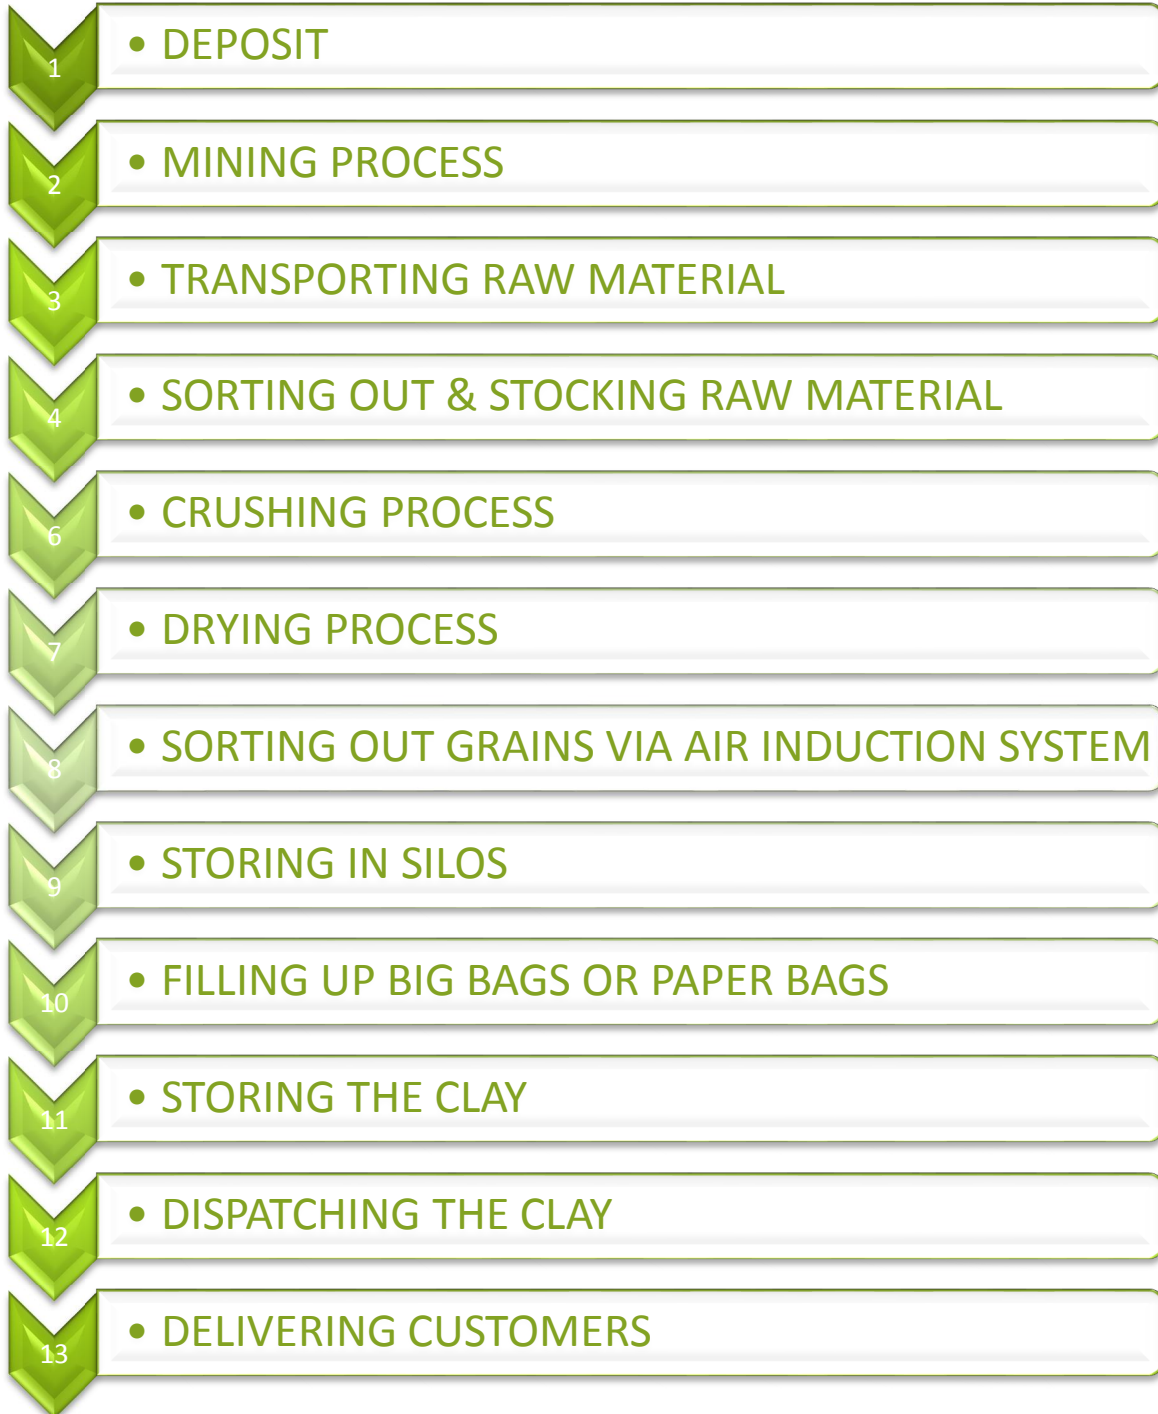 1
• DEPOSIT
2
• MINING PROCESS
3
• TRANSPORTING RAW MATERIAL
4
• SORTING OUT & STOCKING RAW MATERIAL
6
• CRUSHING PROCESS
7
• DRYING PROCESS
8
• SORTING OUT GRAINS VIA AIR INDUCTION SYSTEM
9
• STORING IN SILOS
10
• FILLING UP BIG BAGS OR PAPER BAGS
11
• STORING THE CLAY
12
• DISPATCHING THE CLAY
13
• DELIVERING CUSTOMERS